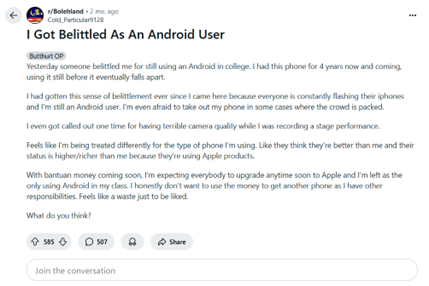 r/Bolehland • 2 mo. ago
Cold_Particular9128
I Got Belittled As An Android User
Butthurt OP
Yesterday someone belittled me for still using an Android in college. I had this phone for 4 years now and coming,
using it still before it eventually falls apart.
I had gotten this sense of belittlement ever since I came here because everyone is constantly flashing their iphones
and I'm still an Android user. I'm even afraid to take out my phone in some cases where the crowd is packed.
I even got called out one time for having terrible camera quality while I was recording a stage performance.
Feels like I'm being treated differently for the type of phone I'm using. Like they think they're better than me and their
status is higher/richer than me because they're using Apple products.
With bantuan money coming soon, I'm expecting everybody to upgrade anytime soon to Apple and I'm left as the
only using Android in my class. I honestly don't want to use the money to get another phone as I have other
responsibilities. Feels like a waste just to be liked.
What do you think?
585 507 Share
Join the conversation